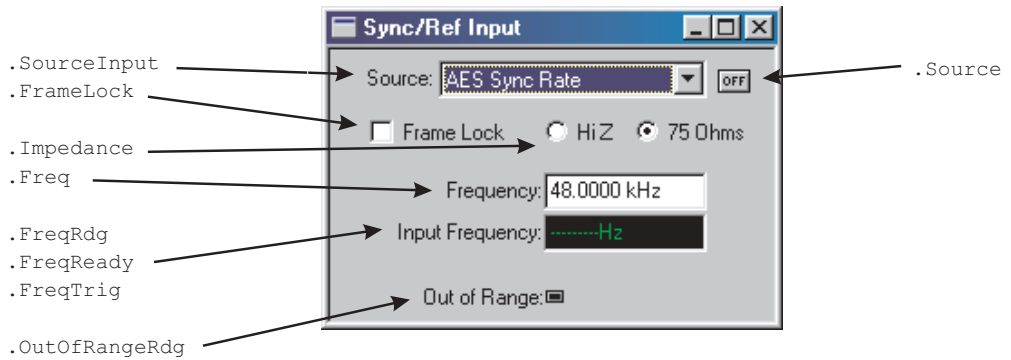 Sync/Ref Input
.SourceInput
Source: AES Sync Rate OFF
.Source
.FrameLock
Frame Lock HiZ 75 Ohms
.Impedance
.Freq
Frequency: 48.0000 kHz
.FreqRdg
Input Frequency: ---------Hz
.FreqReady
.FreqTrig
Out of Range:
.OutOfRangeRdg